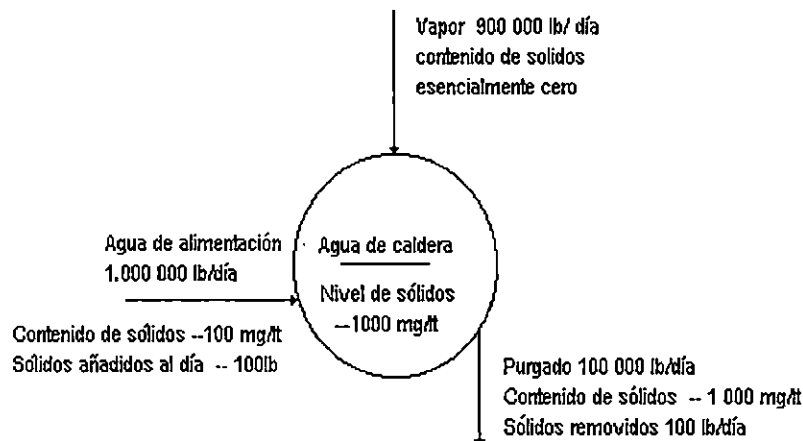 Vapor 900 000 lb/ día
contenido de solidos
esencialmente cero
Agua de alimentación
1.000 000 lb/día
Contenido de sólidos --100 mg/lt
Sólidos añadidos al día -- 100lb
Agua de caldera
Nivel de sólidos
--1000 mg/lt
Purgado 100 000 lb/día
Contenido de sólidos -- 1 000 mg/lt
Sólidos removidos 100 lb/día